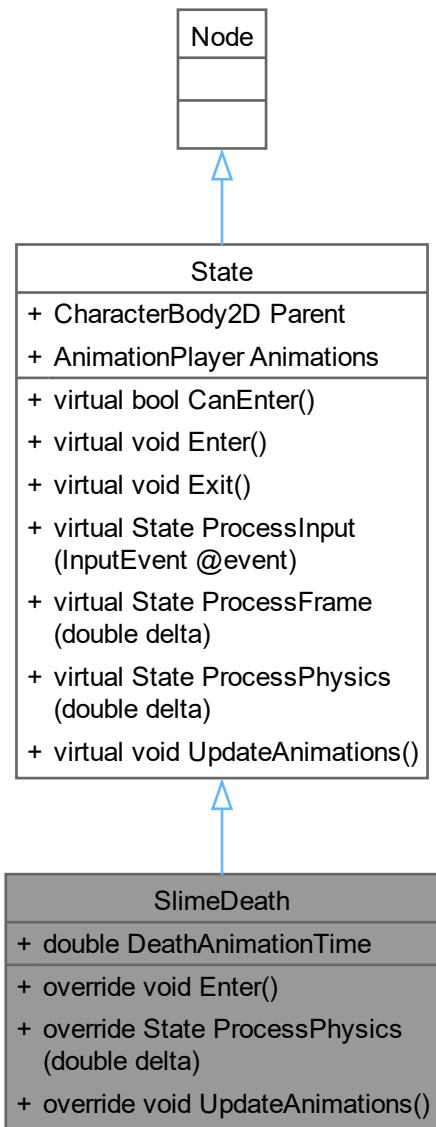 Node
State
+ CharacterBody2D Parent
+ AnimationPlayer Animations
+ virtual bool CanEnter()
+ virtual void Enter()
+ virtual void Exit()
+ virtual State ProcessInput
(InputEvent @event)
+ virtual State ProcessFrame
(double delta)
+ virtual State ProcessPhysics
(double delta)
+ virtual void UpdateAnimations()
SlimeDeath
+ double DeathAnimationTime
+ override void Enter()
+ override State ProcessPhysics
(double delta)
+ override void UpdateAnimations()